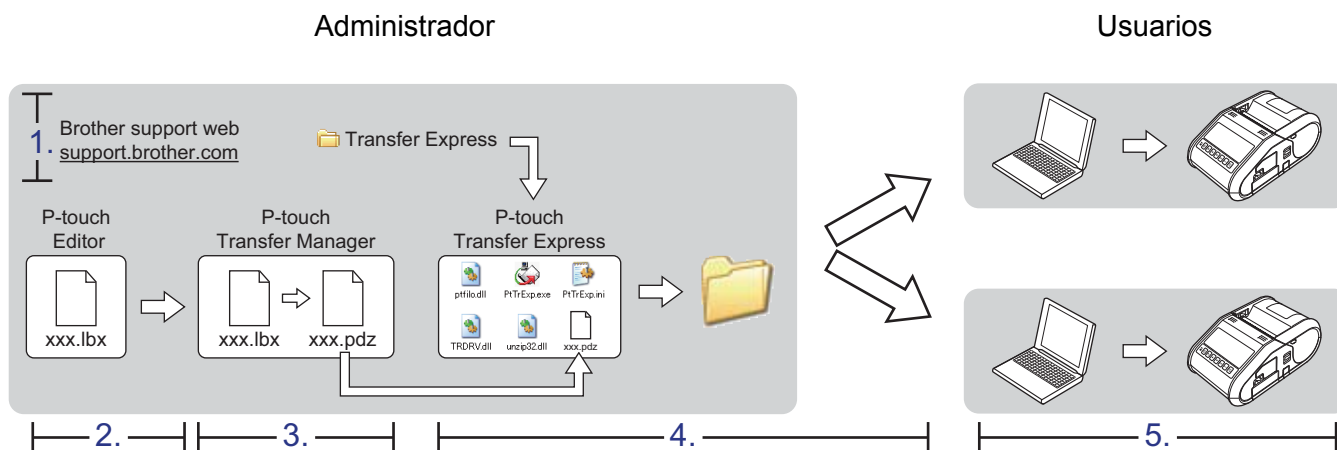 Administrador
Usuarios
1.
Brother support web
support.brother.com
Transfer Express
P-touch
Editor
xxx.lbx
P-touch
Transfer Manager
xxx.lbx
xxx.pdz
P-touch
Transfer Express
ptfilo.dll
PtTrExp.exe
PtTrExp.ini
TRDRV.dll
unzip32.dll
xxx.pdz
2.
3.
4.
5.